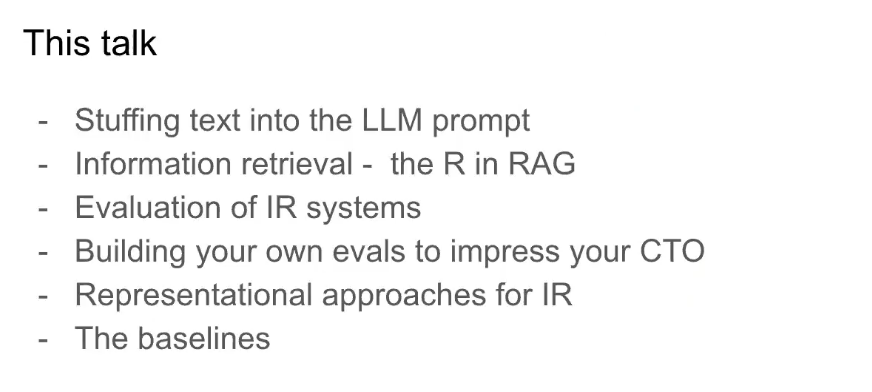 This talk
- Stuffing text into the LLM prompt
- Information retrieval - the R in RAG
- Evaluation of IR systems
- Building your own evals to impress your CTO
- Representational approaches for IR
- The baselines